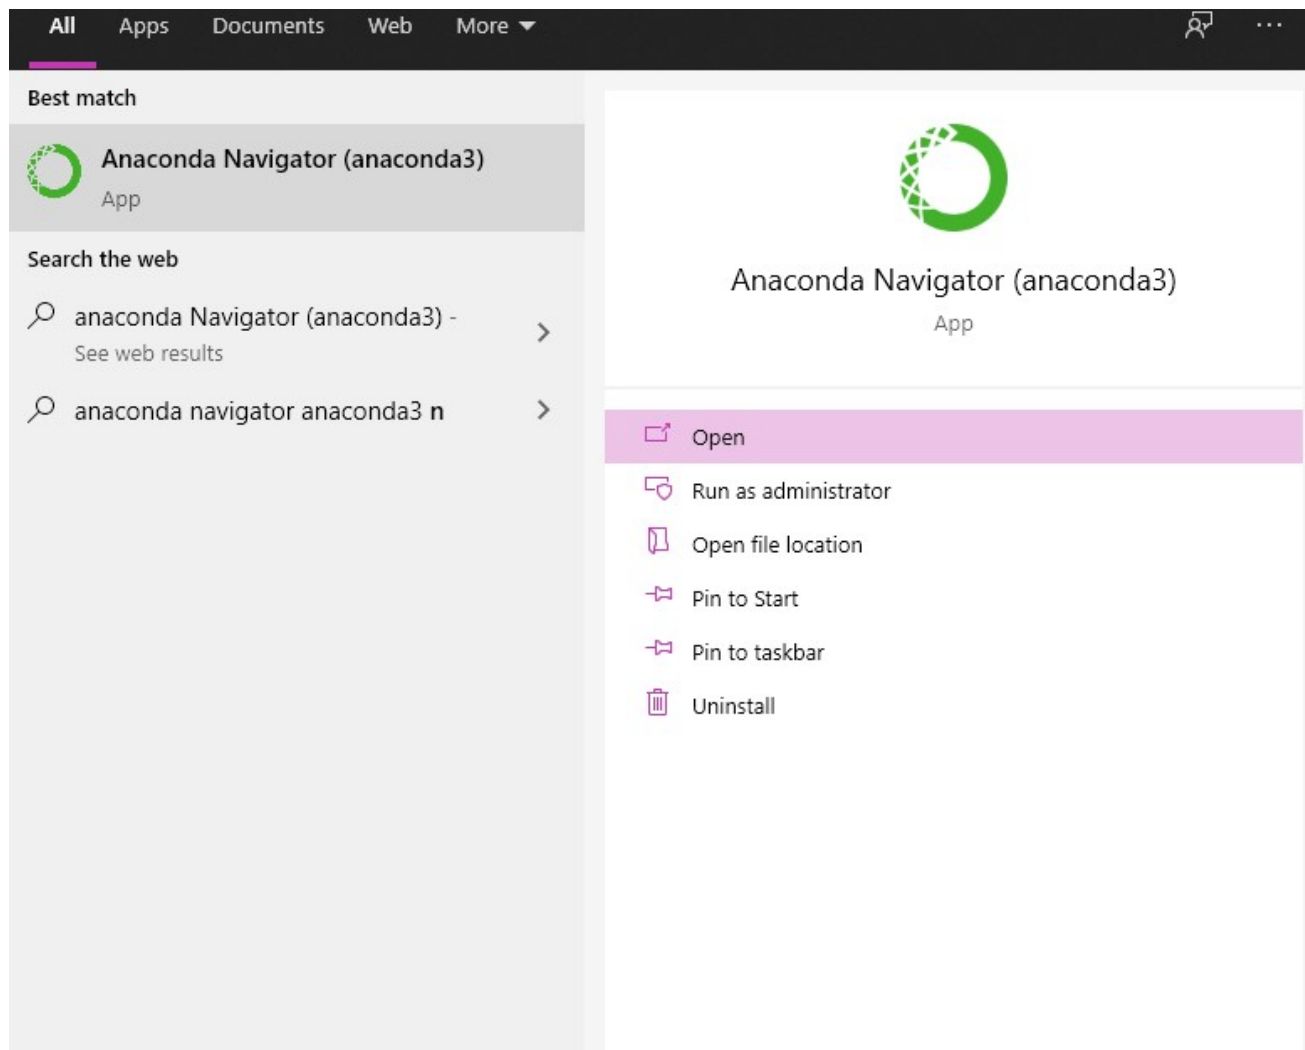 All Apps Documents Web More
Best match
Anaconda Navigator (anaconda3)
App
Search the web
anaconda Navigator (anaconda3) -
See web results
anaconda navigator anaconda3 n
Anaconda Navigator (anaconda3)
App
Open
Run as administrator
Open file location
Pin to Start
Pin to taskbar
Uninstall